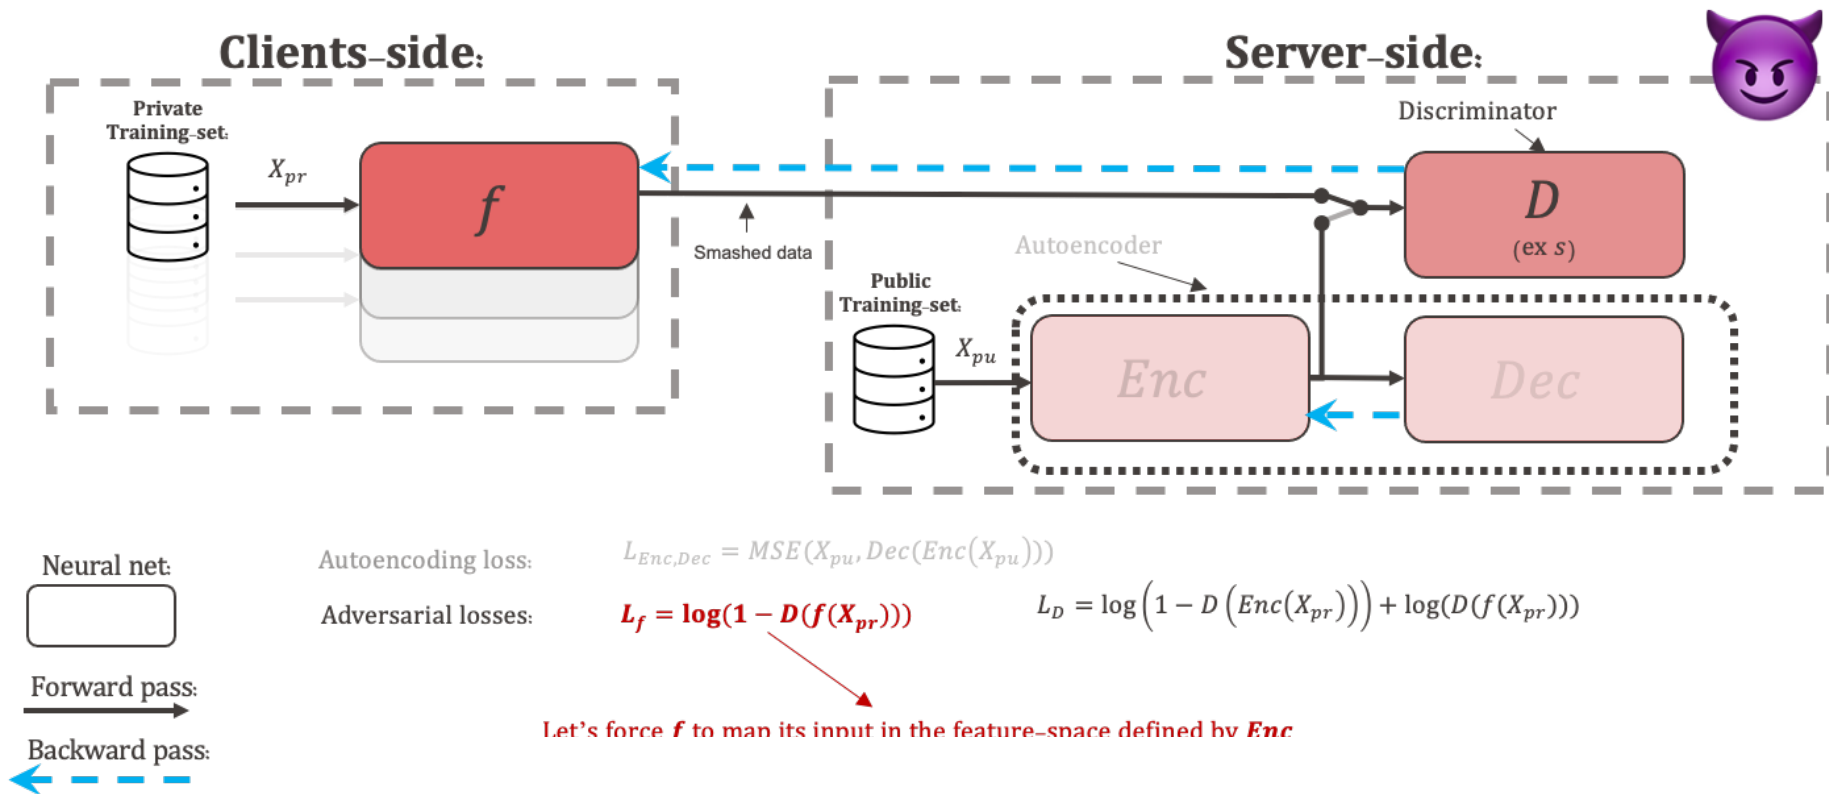 Clients-side:
Server-side:
Private
Training-set:
X_pr
f
Smashed data
Discriminator
D
(ex s)
Autoencoder
Public
Training-set:
X_pu
Enc
Dec
Neural net:
Autoencoding loss:
L_{Enc,Dec} = MSE(X_pu, Dec(Enc(X_pu)))
Adversarial losses:
L_f = log(1 − D(f(X_pr)))
L_D = log(1 − D(Enc(X_pr))) + log(D(f(X_pr)))
Forward pass:
Let's force f to map its input in the feature-space defined by Enc
Backward pass: